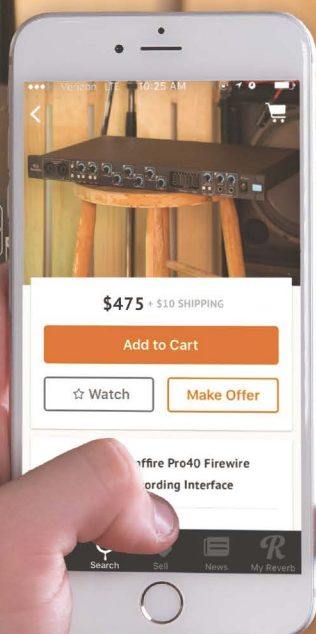 Verizon LTE 10:25 AM
$475 + $10 SHIPPING
Add to Cart
☆ Watch
Make Offer
ffire Pro40 Firewire
ording Interface
Search
Sell
News
My Reverb